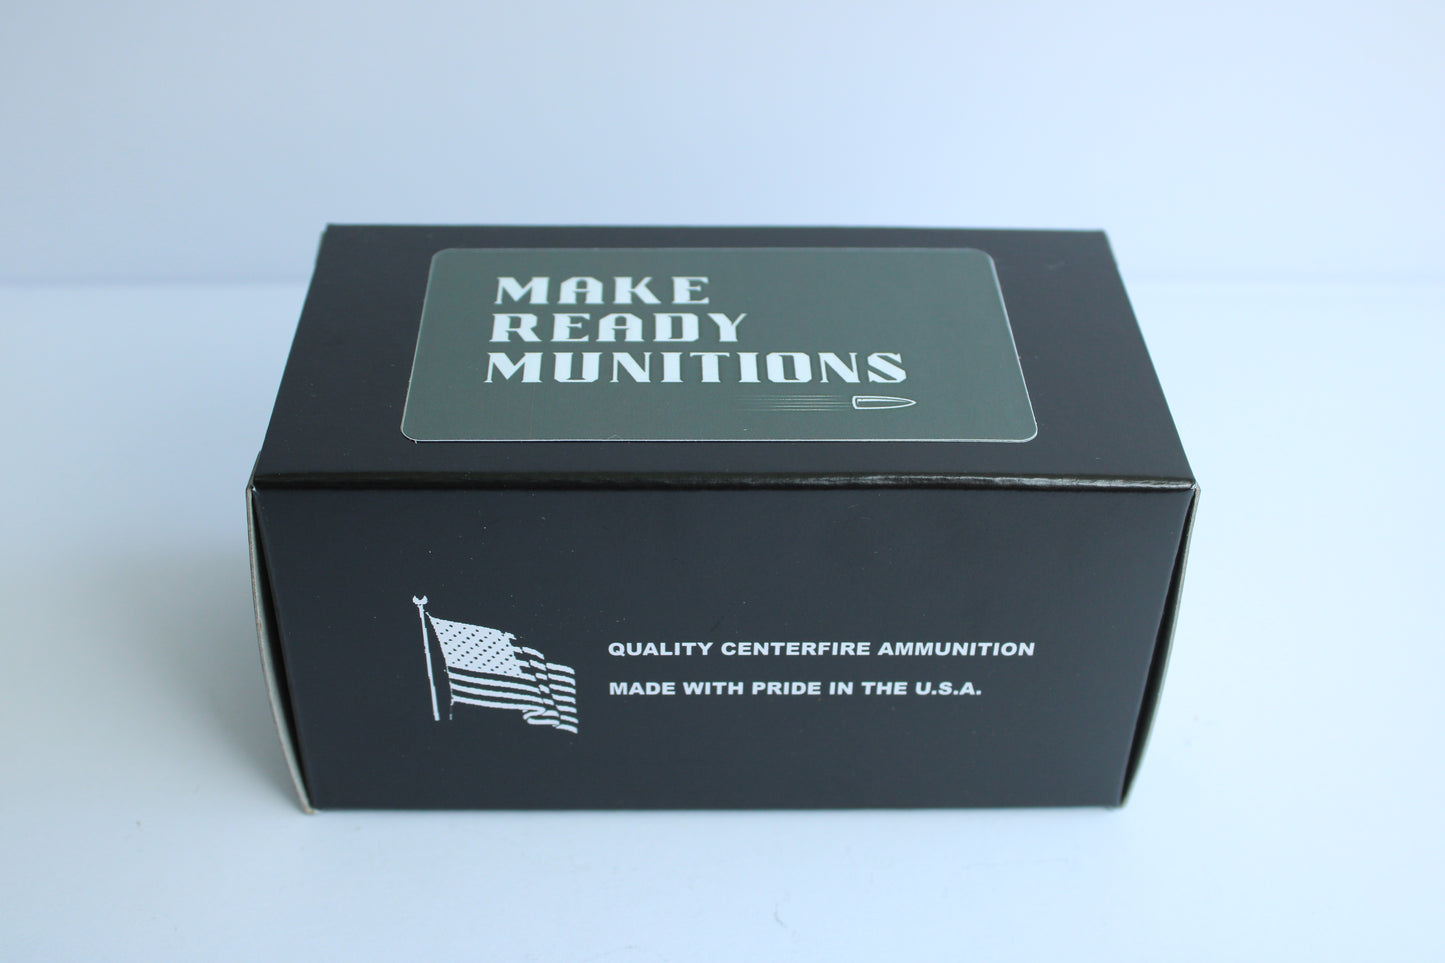 MAKE
READY
MUNITIONS
QUALITY CENTERFIRE AMMUNITION
MADE WITH PRIDE IN THE U.S.A.